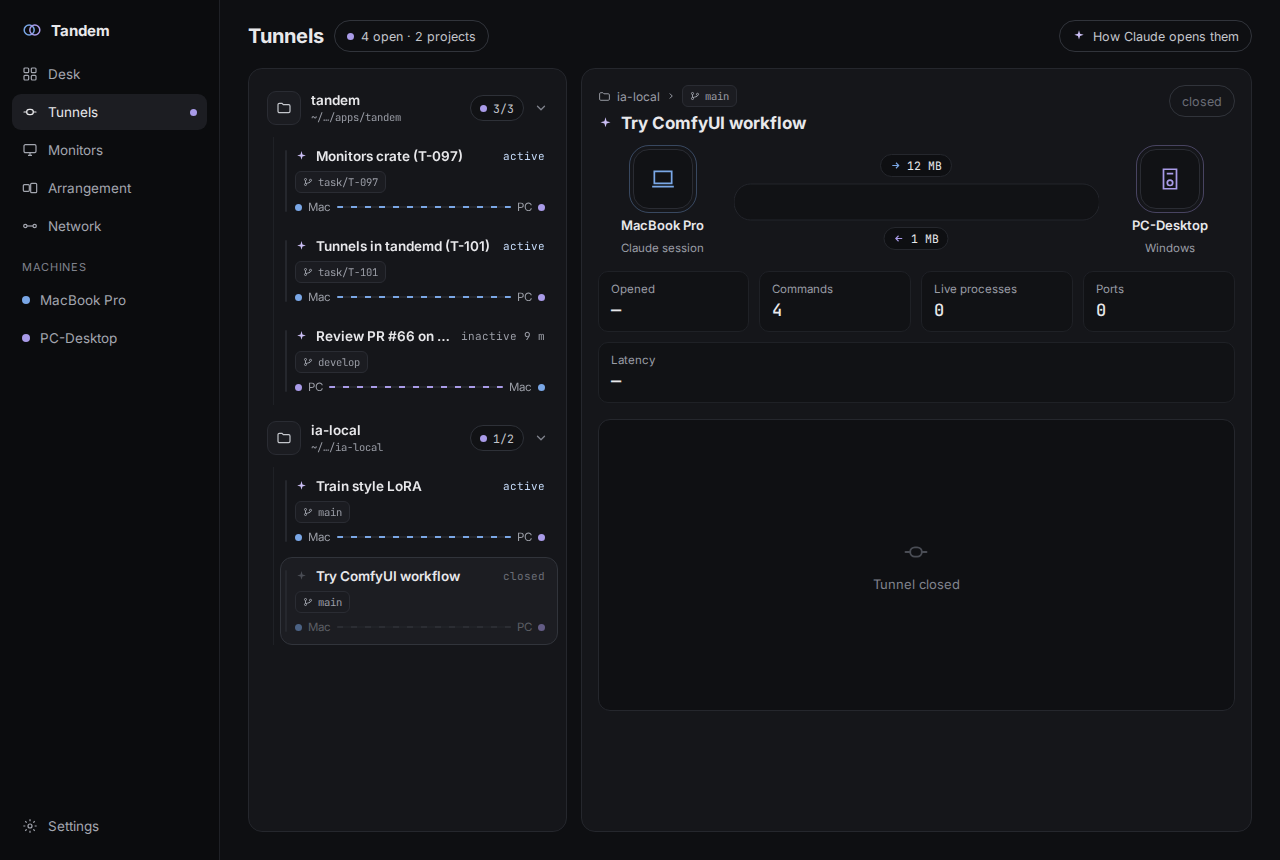 Tandem
Desk
Tunnels
Monitors
Arrangement
Network
MACHINES
MacBook Pro
PC-Desktop
Settings
Tunnels
4 open · 2 projects
How Claude opens them
tandem
~/…/apps/tandem
3/3
Monitors crate (T-097)
active
task/T-097
Mac
PC
Tunnels in tandemd (T-101)
active
task/T-101
Mac
PC
Review PR #66 on ...
inactive 9 m
develop
PC
Mac
ia-local
~/…/ia-local
1/2
Train style LoRA
active
main
Mac
PC
Try ComfyUI workflow
closed
main
Mac
PC
ia-local
main
closed
Try ComfyUI workflow
→ 12 MB
← 1 MB
MacBook Pro
Claude session
PC-Desktop
Windows
Opened
—
Commands
4
Live processes
0
Ports
0
Latency
—
Tunnel closed